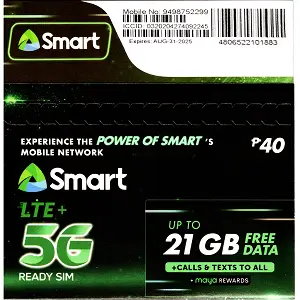 Smart
Mobile No: 9498752299
ICCID: 0320204274092245
Expires: AUG-31-2025
4806522101883
EXPERIENCE THE POWER OF SMART 'S
MOBILE NETWORK
₱40
Smart
LTE+
5G
READY SIM
UP TO
21 GB FREE DATA
+CALLS & TEXTS TO ALL
+ maya REWARDS